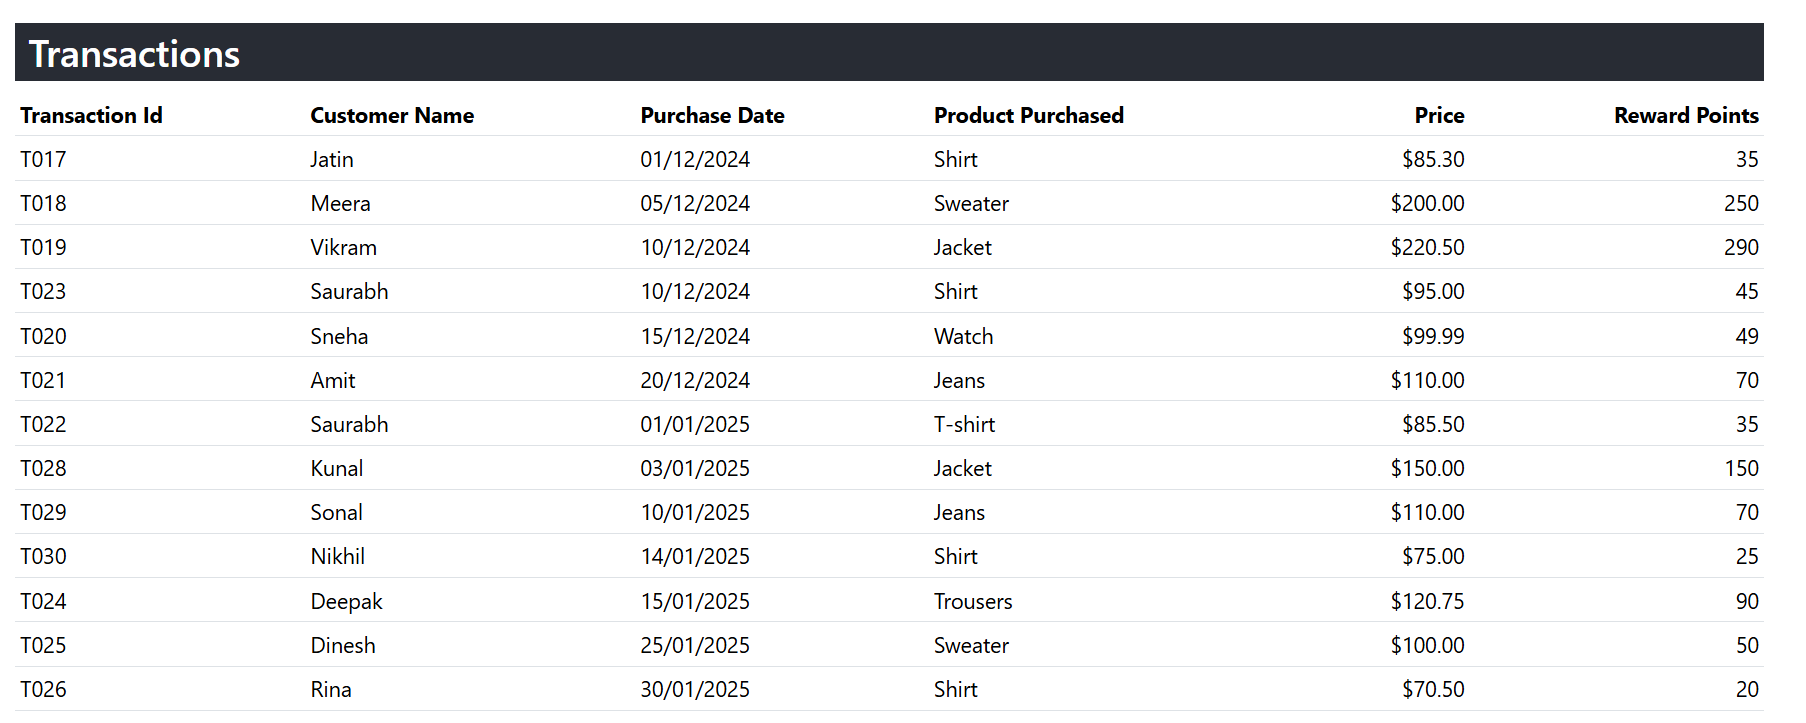 Transactions
Transaction Id Customer Name Purchase Date Product Purchased Price Reward Points
T017 Jatin 01/12/2024 Shirt $85.30 35
T018 Meera 05/12/2024 Sweater $200.00 250
T019 Vikram 10/12/2024 Jacket $220.50 290
T023 Saurabh 10/12/2024 Shirt $95.00 45
T020 Sneha 15/12/2024 Watch $99.99 49
T021 Amit 20/12/2024 Jeans $110.00 70
T022 Saurabh 01/01/2025 T-shirt $85.50 35
T028 Kunal 03/01/2025 Jacket $150.00 150
T029 Sonal 10/01/2025 Jeans $110.00 70
T030 Nikhil 14/01/2025 Shirt $75.00 25
T024 Deepak 15/01/2025 Trousers $120.75 90
T025 Dinesh 25/01/2025 Sweater $100.00 50
T026 Rina 30/01/2025 Shirt $70.50 20